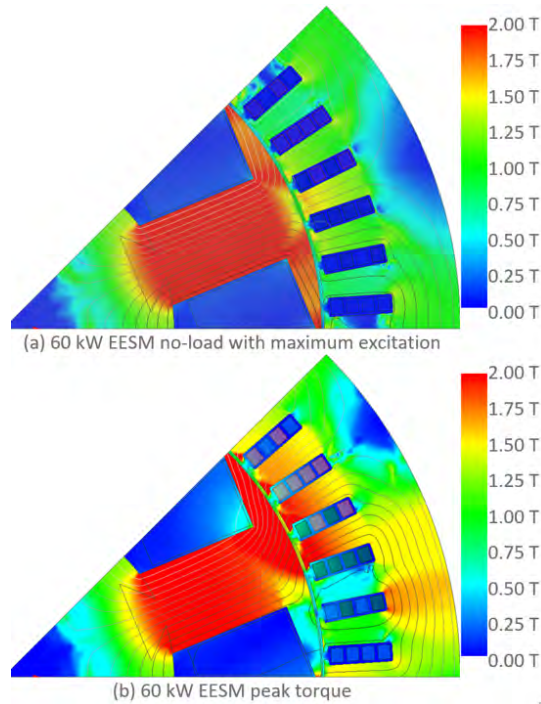 2.00 T
1.75 T
1.50 T
1.25 T
1.00 T
0.75 T
0.50 T
0.25 T
0.00 T
(a) 60 kW EESM no-load with maximum excitation
2.00 T
1.75 T
1.50 T
1.25 T
1.00 T
0.75 T
0.50 T
0.25 T
0.00 T
(b) 60 kW EESM peak torque